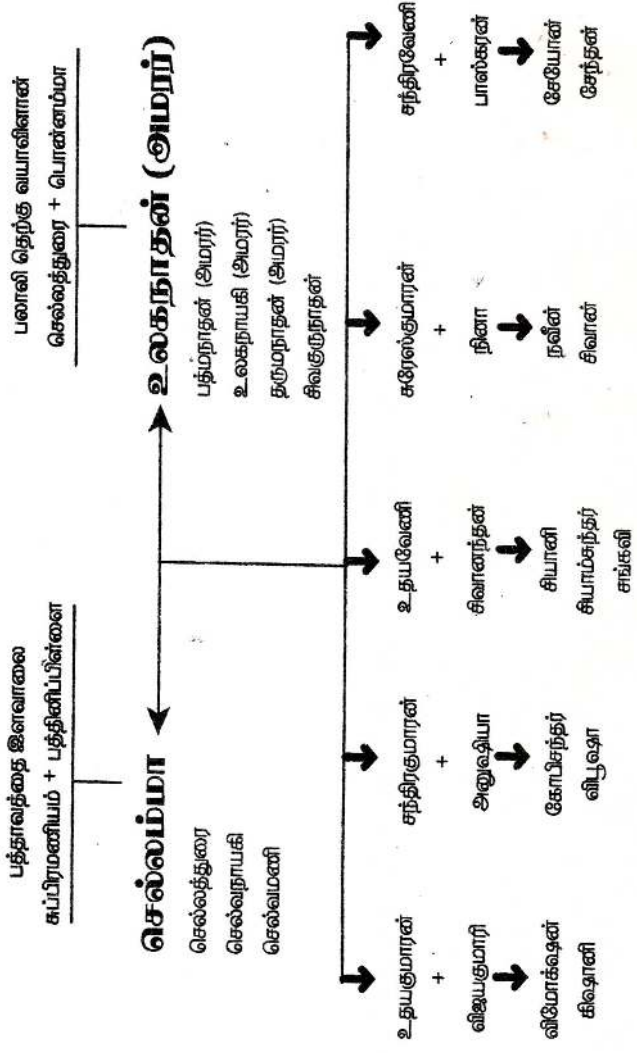 பத்தாவத்தை இளவாலை
சுப்பிரமணியம் + பத்தினிப்பிள்ளை
பலாலி தெற்கு வயாவிளான்
செல்லத்துரை + பொன்னம்மா
செல்லம்மா
செல்லத்துரை
செல்வநாயகி
செல்வமணி
உலகநாதன் (அமரர்)
பத்மநாதன் (அமரர்)
உலகநாயகி (அமரர்)
தருமநாதன் (அமரர்)
சிவகுருநாதன்
உதயகுமாரன்
+
விஜயகுமாரி
விமோக்ஷன்
கிஷானி
சந்திரகுமாரன்
+
அனுஷியா
கோபிசந்தர்
விபூஷா
உதயவேணி
+
சிவானந்தன்
சியானி
சியாம்சுந்தர்
சங்கவி
சுரேஸ்குமாரன்
+
நினா
நவீன்
சிவான்
சந்திரவேணி
+
பாஸ்கரன்
சேயோன்
சேந்தன்